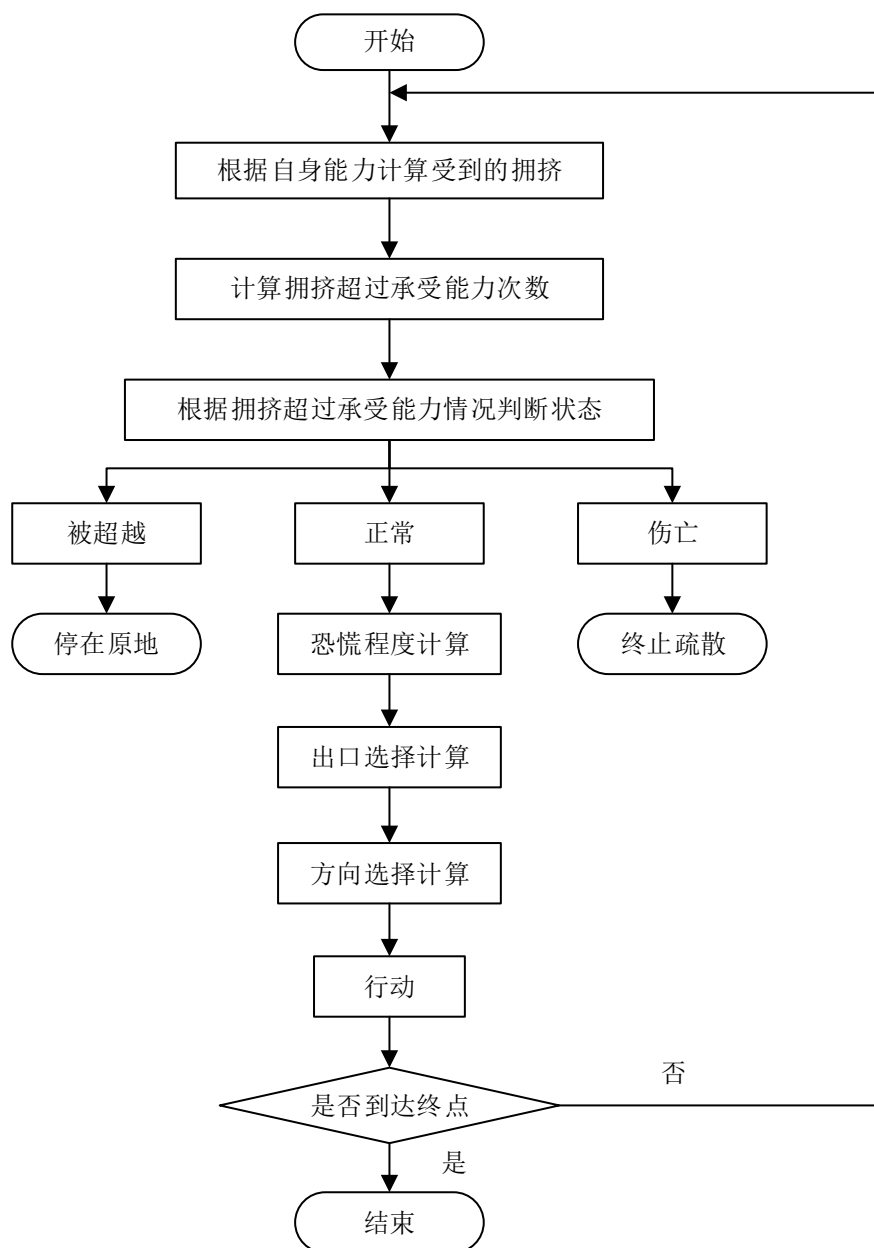 开始
根据自身能力计算受到的拥挤
计算拥挤超过承受能力次数
根据拥挤超过承受能力情况判断状态
被超越
正常
伤亡
停在原地
恐慌程度计算
终止疏散
出口选择计算
方向选择计算
行动
否
是否到达终点
是
结束